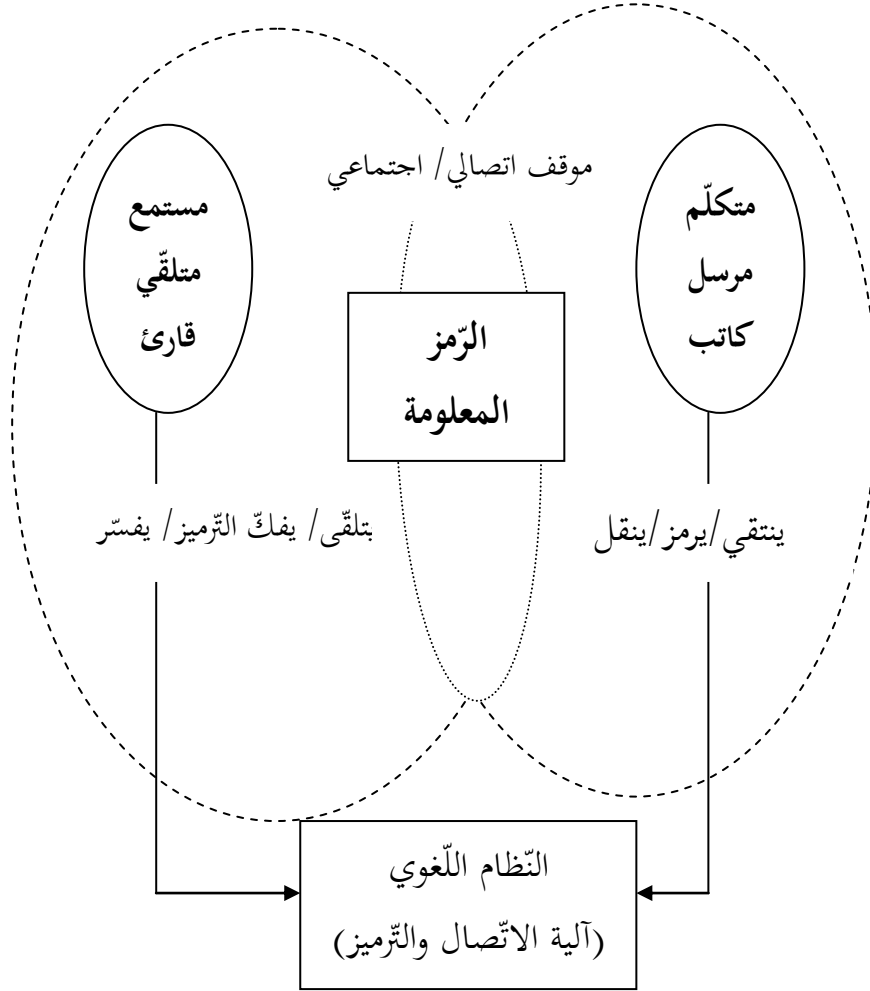 موقف اتصالي/ اجتماعي
متكلّم
مرسل
كاتب
مستمع
متلقّي
قارئ
الرّمز
المعلومة
ينتقي/يرمز/ينقل
يتلقّى/ يفكّ التّرميز/ يفسّر
النّظام اللّغوي
(آلية الاتّصال والتّرميز)